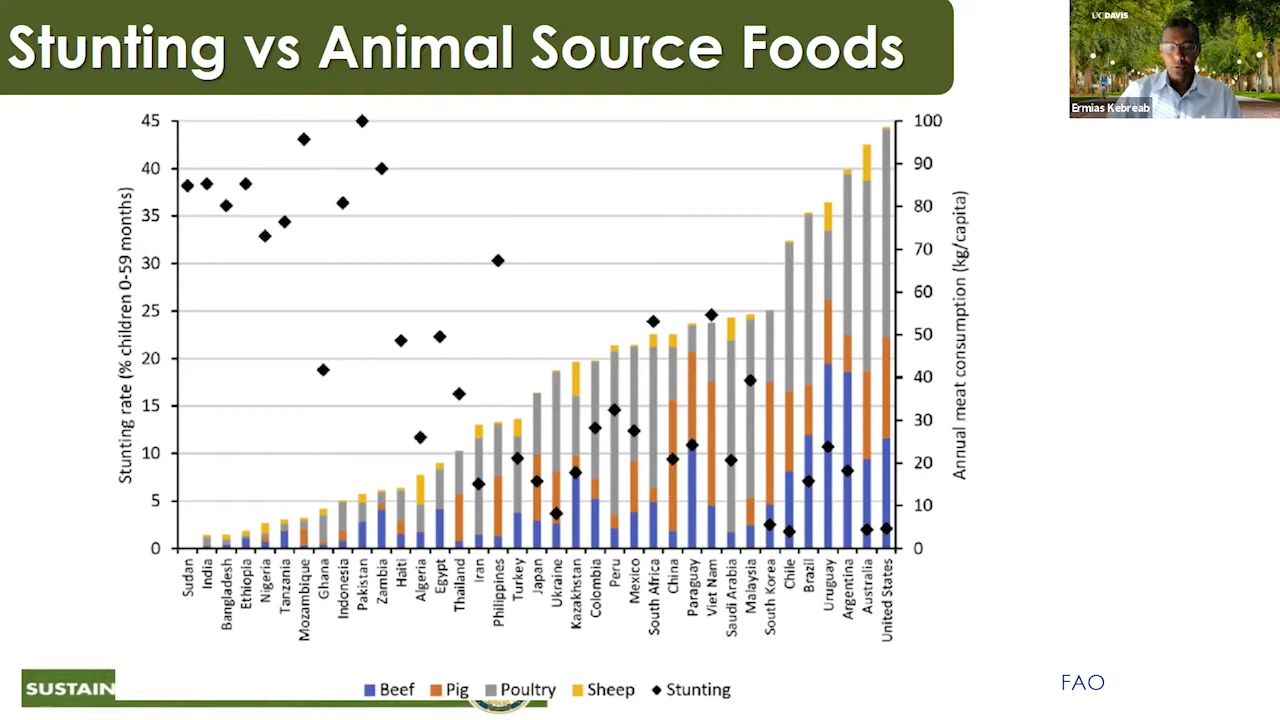 Stunting vs Animal Source Foods
UCDAVIS
Ermias Kebreab
Stunting rate (% children 0-59 months)
45
40
35
30
25
20
15
10
5
0
100
90
80
70
60
50
40
30
20
10
0
Annual meat consumption (kg/capita)
Sudan
India
Bangladesh
Ethiopia
Nigeria
Tanzania
Mozambique
Ghana
Indonesia
Pakistan
Zambia
Haiti
Algeria
Egypt
Thailand
Iran
Philippines
Turkey
Japan
Ukraine
Kazakhstan
Colombia
Peru
Mexico
South Africa
China
Paraguay
Viet Nam
Saudi Arabia
Malaysia
South Korea
Chile
Brazil
Uruguay
Argentina
Australia
United States
Beef Pig Poultry Sheep Stunting
SUSTAIN
FAO